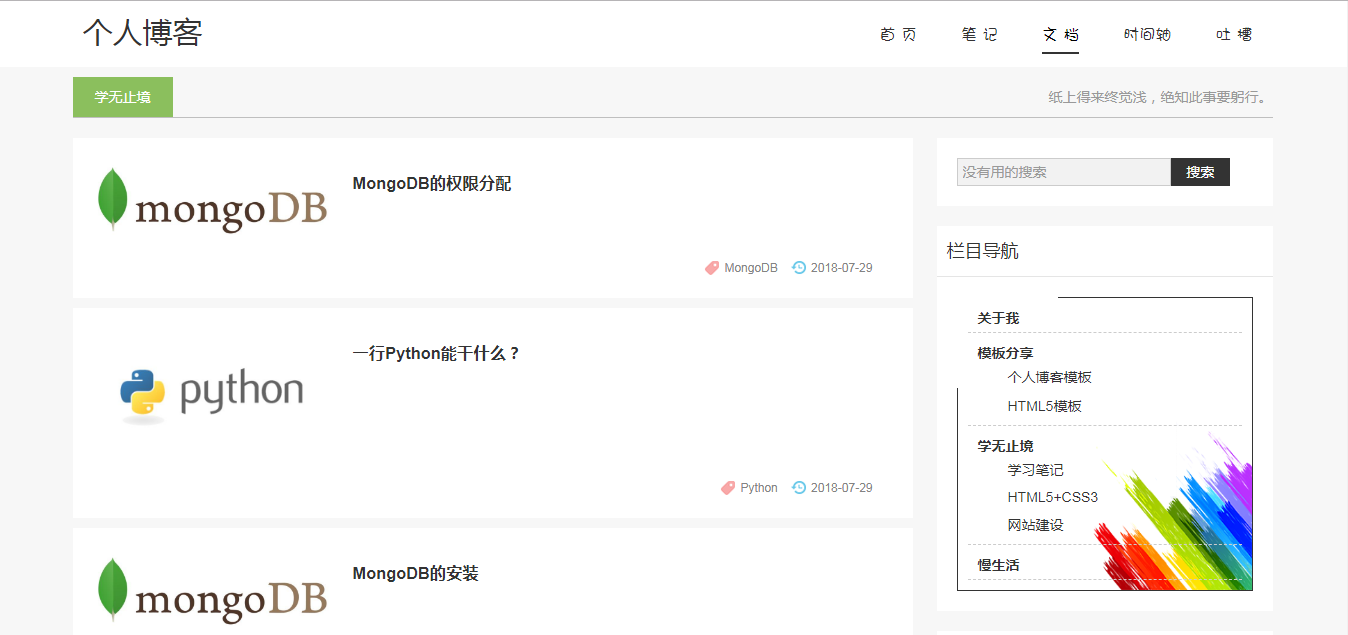 个人博客
首 页
笔 记
文 档
时间轴
吐 槽
学无止境
纸上得来终觉浅，绝知此事要躬行。
mongoDB
MongoDB的权限分配
MongoDB
2018-07-29
python
一行Python能干什么？
Python
2018-07-29
mongoDB
MongoDB的安装
没有用的搜索
搜索
栏目导航
关于我
模板分享
个人博客模板
HTML5模板
学无止境
学习笔记
HTML5+CSS3
网站建设
慢生活